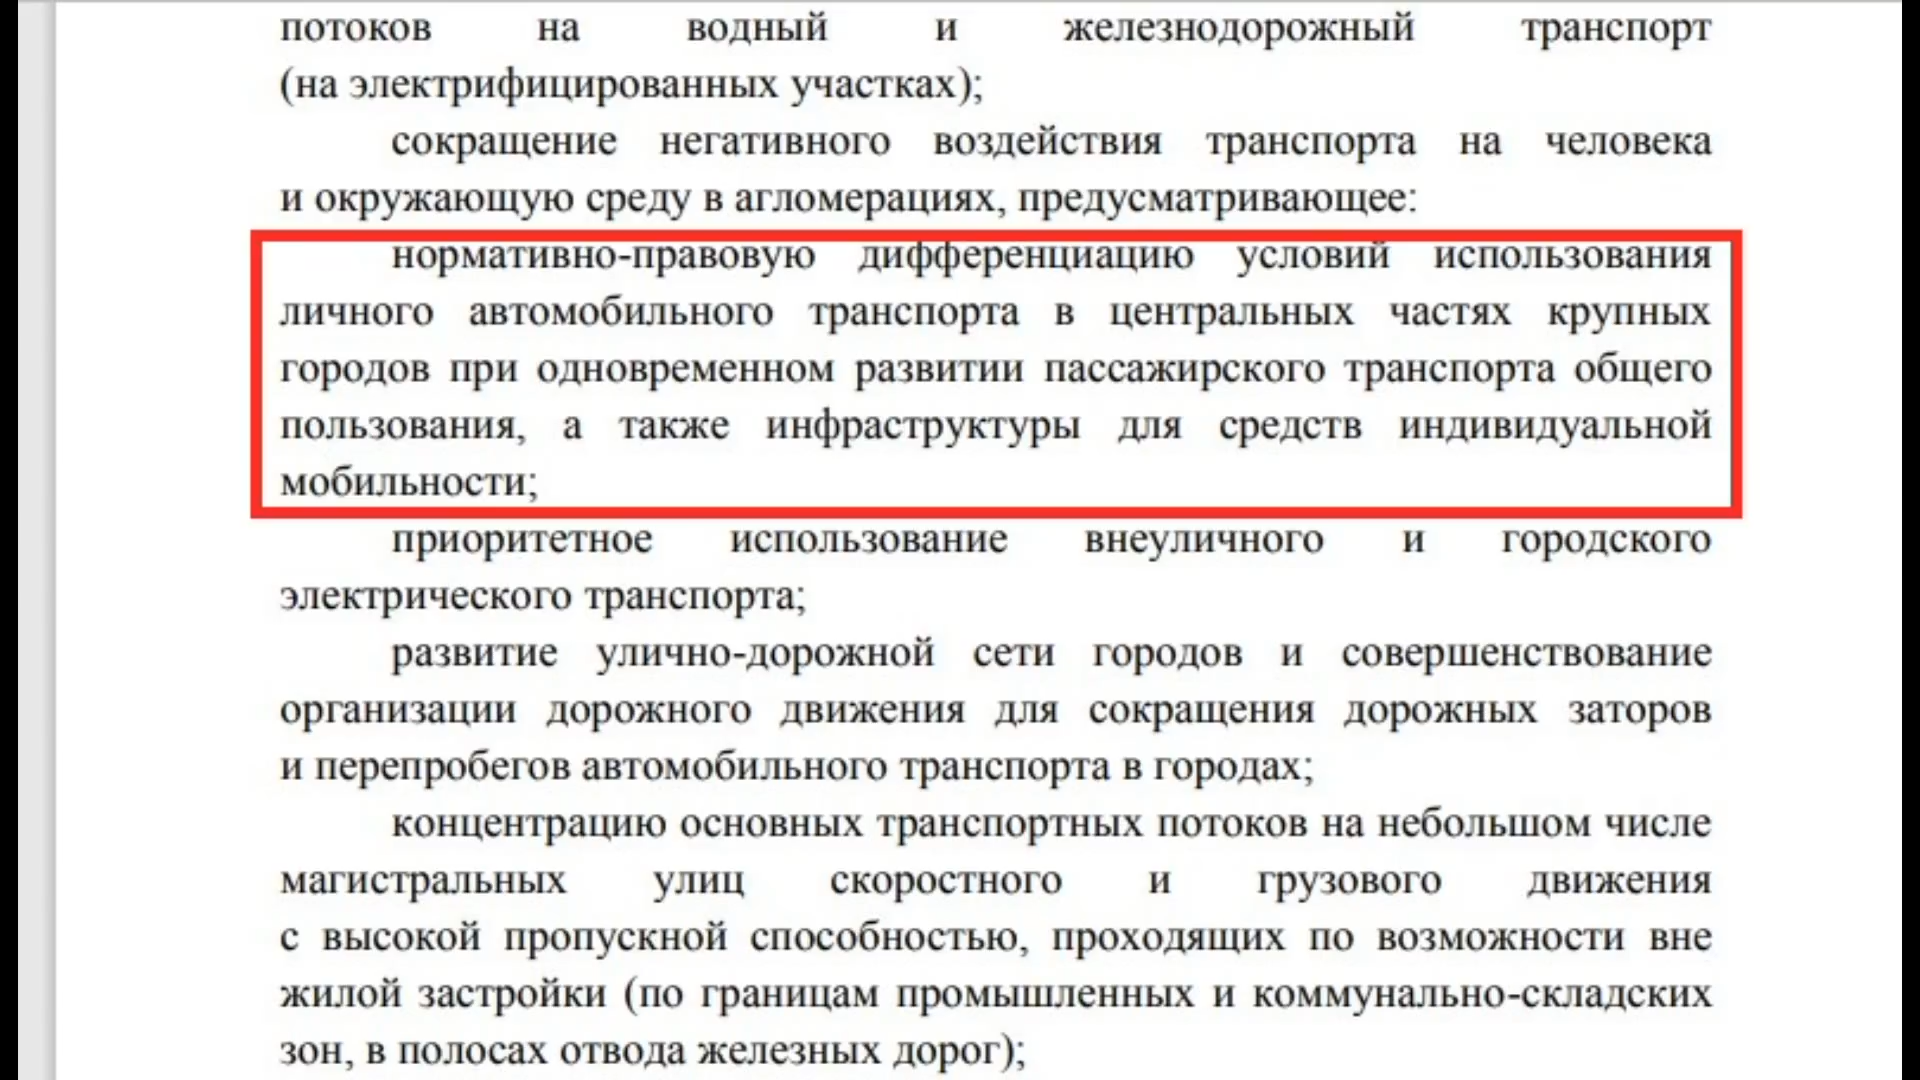 потоков на водный и железнодорожный транспорт
(на электрифицированных участках);
сокращение негативного воздействия транспорта на человека
и окружающую среду в агломерациях, предусматривающее:
нормативно-правовую дифференциацию условий использования
личного автомобильного транспорта в центральных частях крупных
городов при одновременном развитии пассажирского транспорта общего
пользования, а также инфраструктуры для средств индивидуальной
мобильности;
приоритетное использование внеуличного и городского
электрического транспорта;
развитие улично-дорожной сети городов и совершенствование
организации дорожного движения для сокращения дорожных заторов
и перепробегов автомобильного транспорта в городах;
концентрацию основных транспортных потоков на небольшом числе
магистральных улиц скоростного и грузового движения
с высокой пропускной способностью, проходящих по возможности вне
жилой застройки (по границам промышленных и коммунально-складских
зон, в полосах отвода железных дорог);